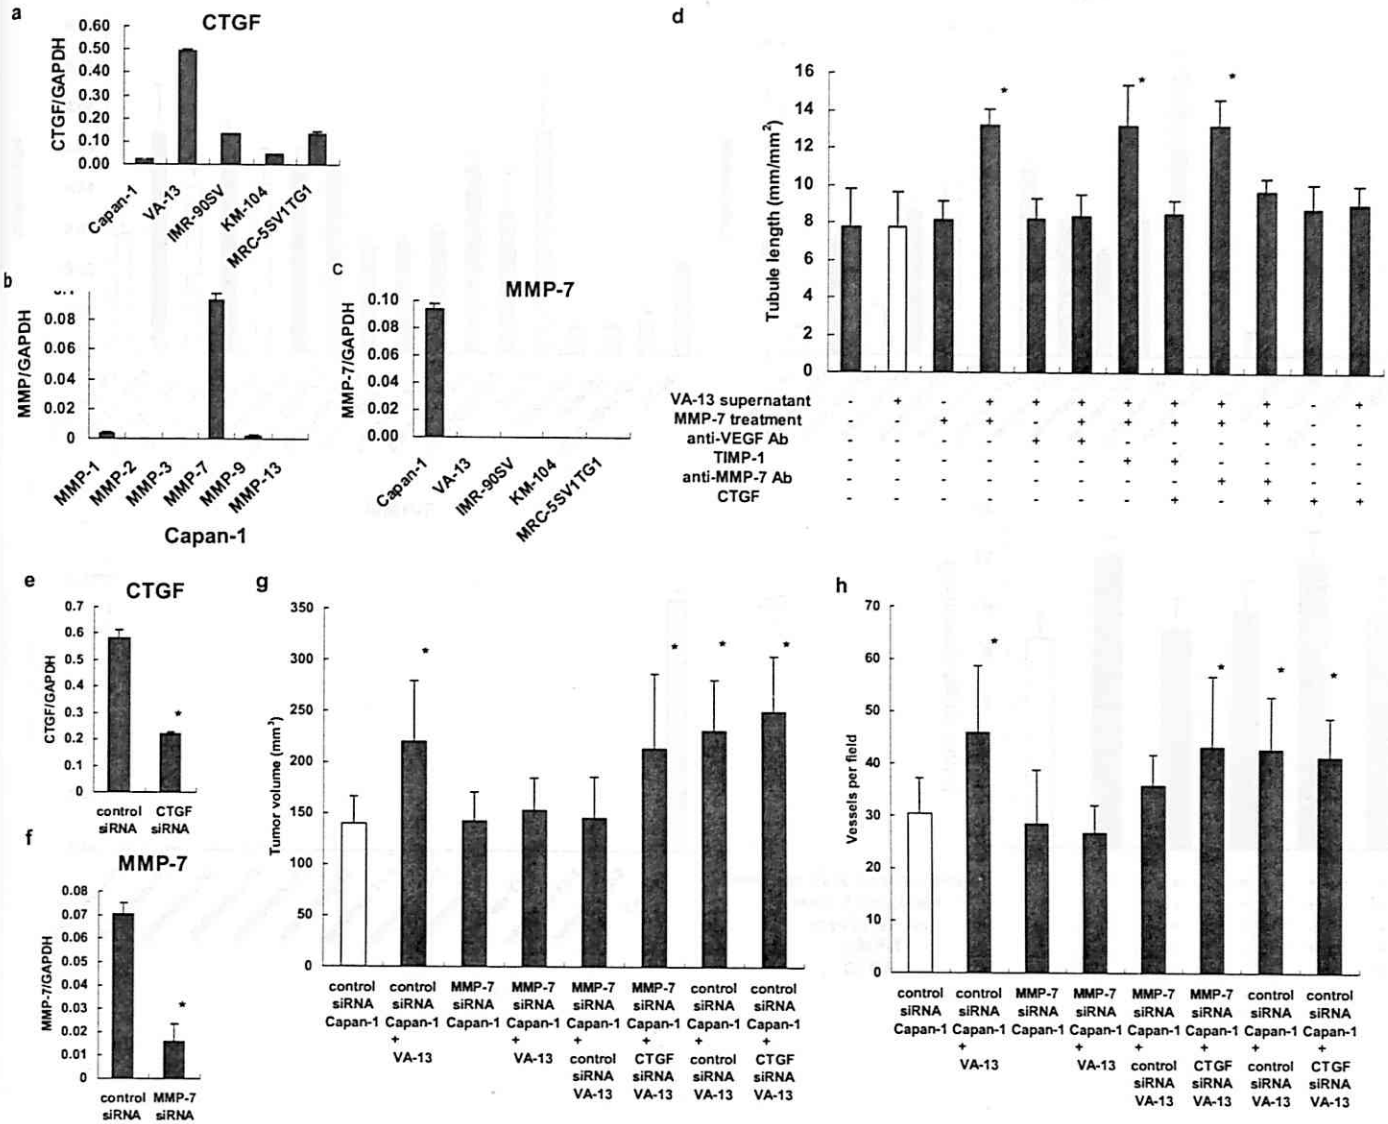 a
CTGF
CTGF/GAPDH
0.60
0.50
0.40
0.30
0.20
0.10
0.00
Capan-1
VA-13
IMR-90SV
KM-104
MRC-5SV1TG1
b
MMP/GAPDH
0.08
0.06
0.04
0.02
0
MMP-1
MMP-2
MMP-3
MMP-7
MMP-9
MMP-13
Capan-1
c
MMP-7
MMP-7/GAPDH
0.10
0.08
0.06
0.04
0.02
0.00
Capan-1
VA-13
IMR-90SV
KM-104
MRC-5SV1TG1
d
Tubule length (mm/mm²)
16
14
12
10
8
6
4
2
0
* * *
VA-13 supernatant - + - + + + + + + + - +
MMP-7 treatment - - + + - + + + + + - -
anti-VEGF Ab - - - - + + - - - - - -
TIMP-1 - - - - - - + + - - - -
anti-MMP-7 Ab - - - - - - - - + + - -
CTGF - - - - - - - + - + + +
e
CTGF
CTGF/GAPDH
0.7
0.6
0.5
0.4
0.3
0.2
0.1
0
*
control CTGF
siRNA siRNA
f
MMP-7
MMP-7/GAPDH
0.08
0.07
0.06
0.05
0.04
0.03
0.02
0.01
0
*
control MMP-7
siRNA siRNA
g
Tumor volume (mm³)
350
300
250
200
150
100
50
0
* * * *
control control MMP-7 MMP-7 MMP-7 MMP-7 control control
siRNA siRNA siRNA siRNA siRNA siRNA siRNA siRNA
Capan-1 Capan-1 Capan-1 Capan-1 Capan-1 Capan-1 Capan-1 Capan-1
+ + + + + +
VA-13 VA-13 control CTGF control CTGF
siRNA siRNA siRNA siRNA
VA-13 VA-13 VA-13 VA-13
h
Vessels per field
70
60
50
40
30
20
10
0
* * * *
control control MMP-7 MMP-7 MMP-7 MMP-7 control control
siRNA siRNA siRNA siRNA siRNA siRNA siRNA siRNA
Capan-1 Capan-1 Capan-1 Capan-1 Capan-1 Capan-1 Capan-1 Capan-1
+ + + + + +
VA-13 VA-13 control CTGF control CTGF
siRNA siRNA siRNA siRNA
VA-13 VA-13 VA-13 VA-13